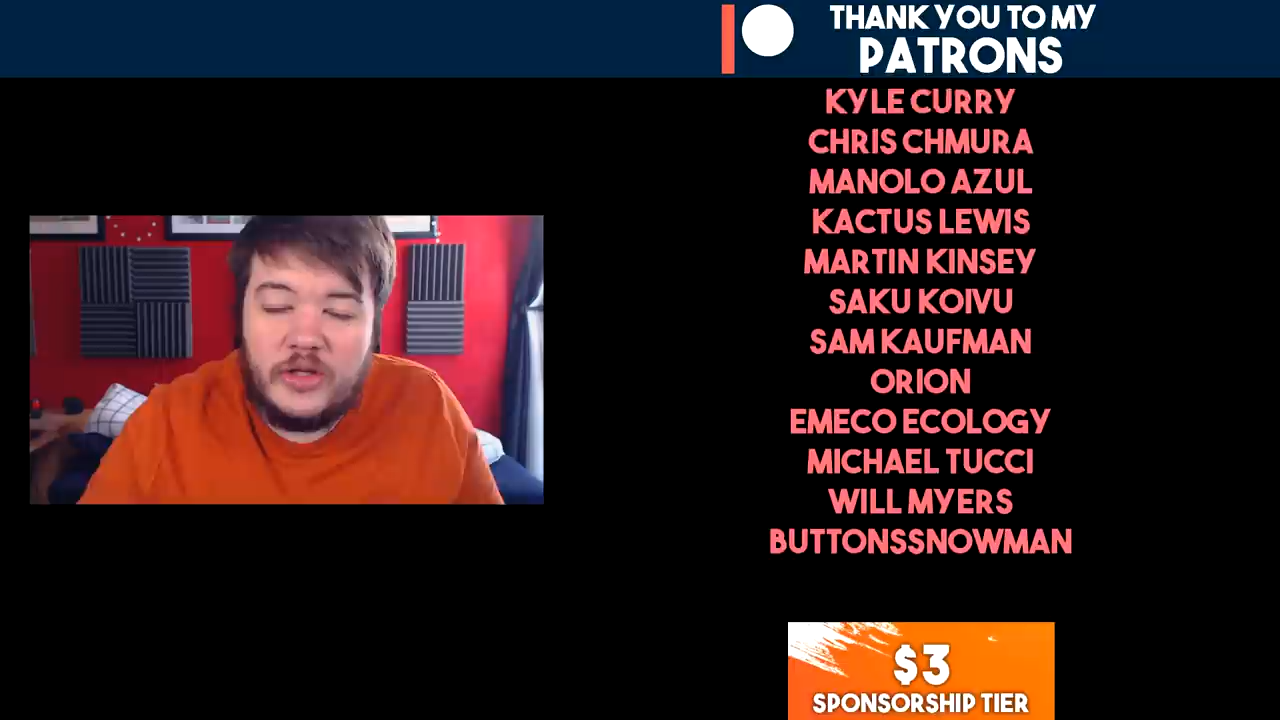 THANK YOU TO MY
PATRONS
KYLE CURRY
CHRIS CHMURA
MANOLO AZUL
KACTUS LEWIS
MARTIN KINSEY
SAKU KOIVU
SAM KAUFMAN
ORION
EMECO ECOLOGY
MICHAEL TUCCI
WILL MYERS
BUTTONSSNOWMAN
$3
SPONSORSHIP TIER